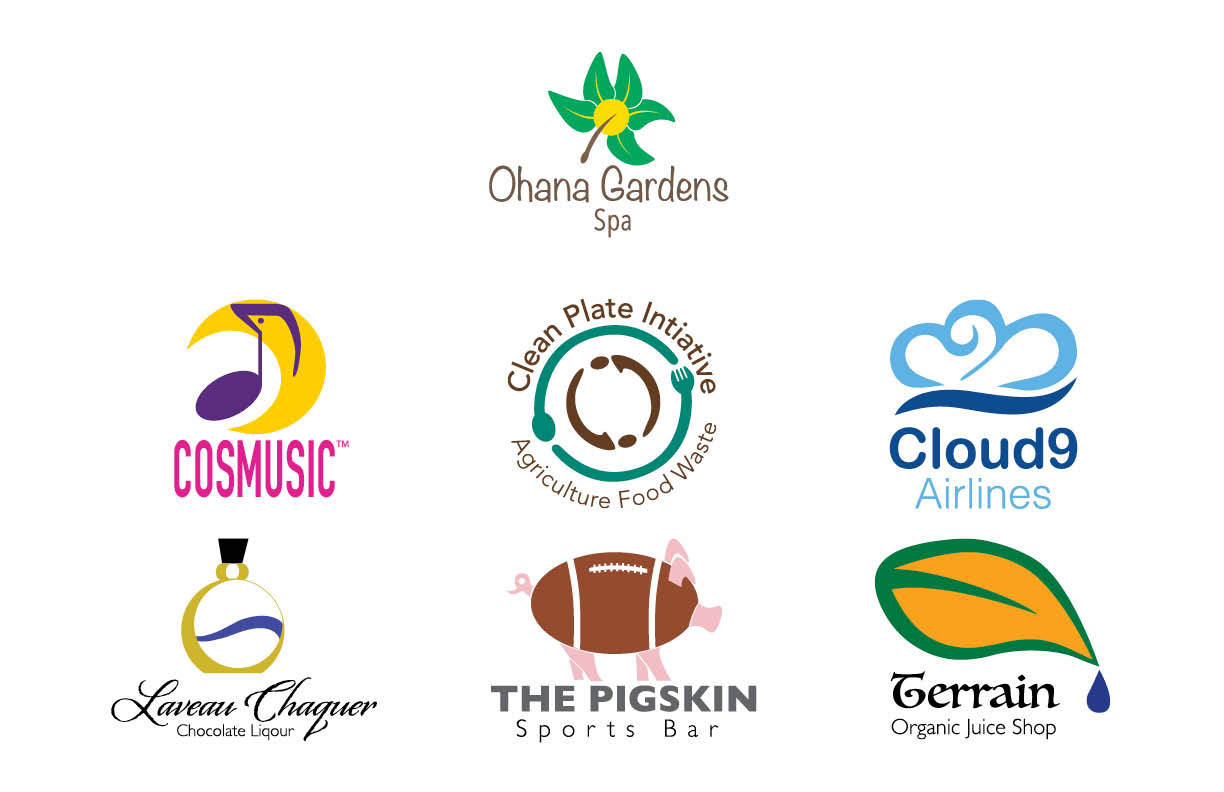 Ohana Gardens
Spa
COSMUSIC™
Clean Plate Intiative
Agriculture Food Waste
Cloud9
Airlines
Laveau Chaquer
Chocolate Liqour
THE PIGSKIN
Sports Bar
Terrain
Organic Juice Shop